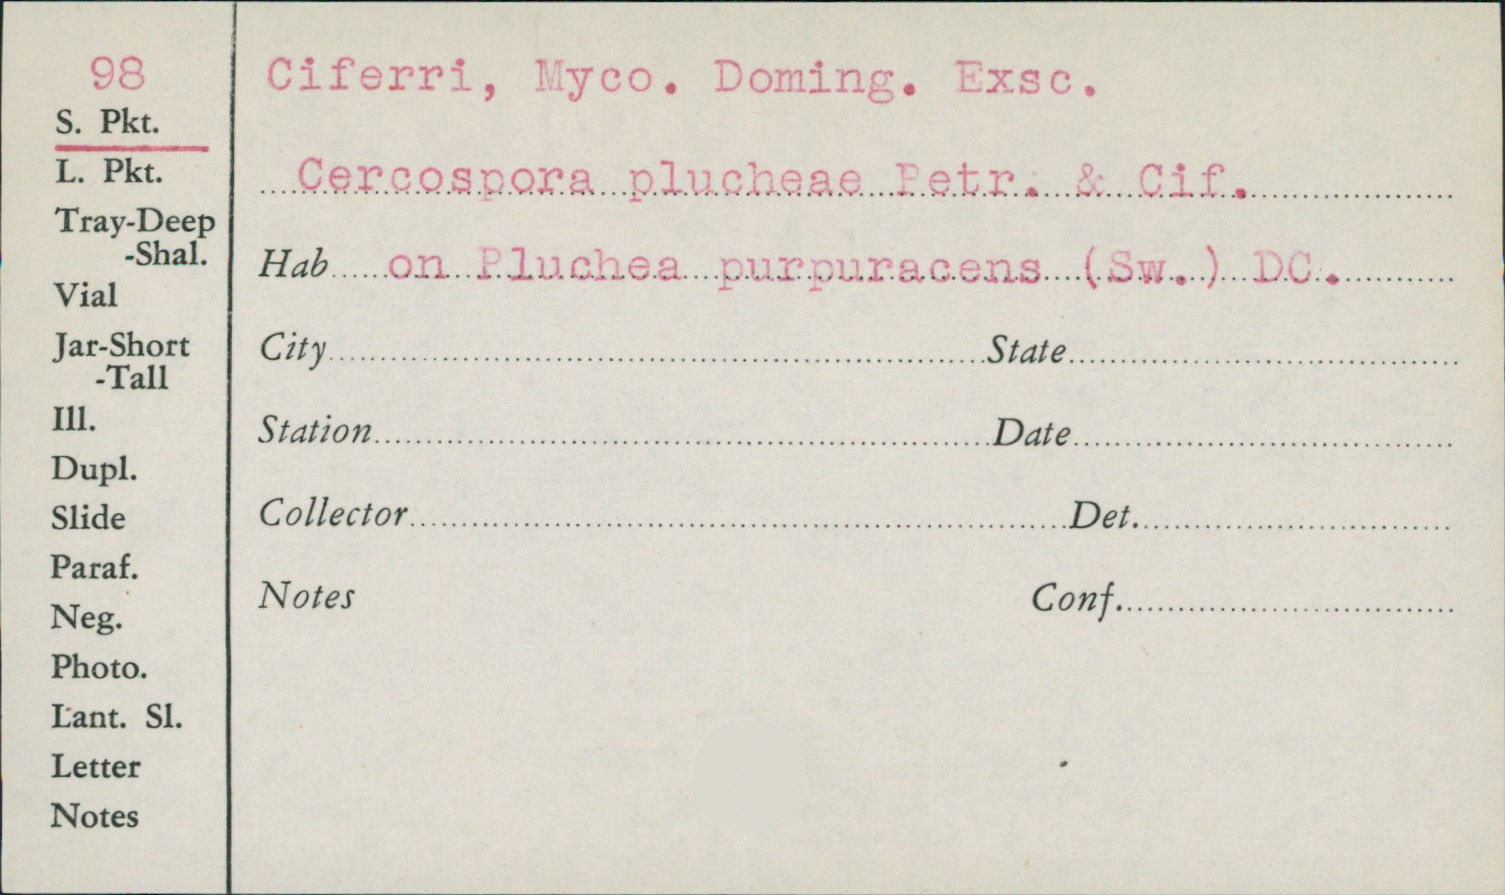 98
S. Pkt.
L. Pkt.
Tray-Deep
-Shal.
Vial
Jar-Short
-Tall
Ill.
Dupl.
Slide
Paraf.
Neg.
Photo.
Lant. Sl.
Letter
Notes
Ciferri, Myco. Doming. Exsc.
Cercospora plucheae Petr. & Cif.
Hab on Pluchea purpuracens (Sw.) DC.
City State
Station Date
Collector Det.
Notes Conf.